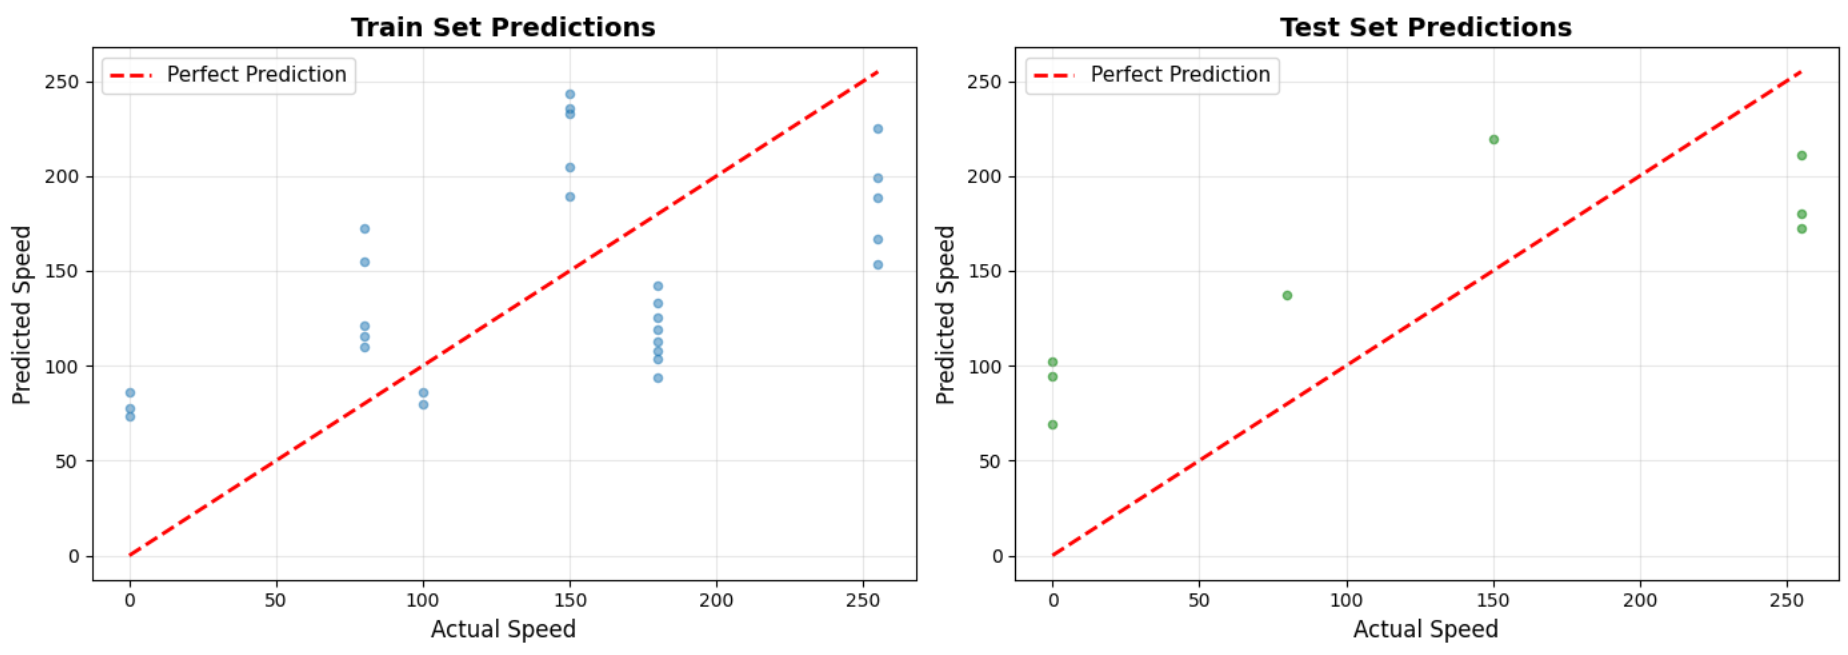 Train Set Predictions
Perfect Prediction
250
200
150
100
50
0
Predicted Speed
0 50 100 150 200 250
Actual Speed
Test Set Predictions
Perfect Prediction
250
200
150
100
50
0
Predicted Speed
0 50 100 150 200 250
Actual Speed